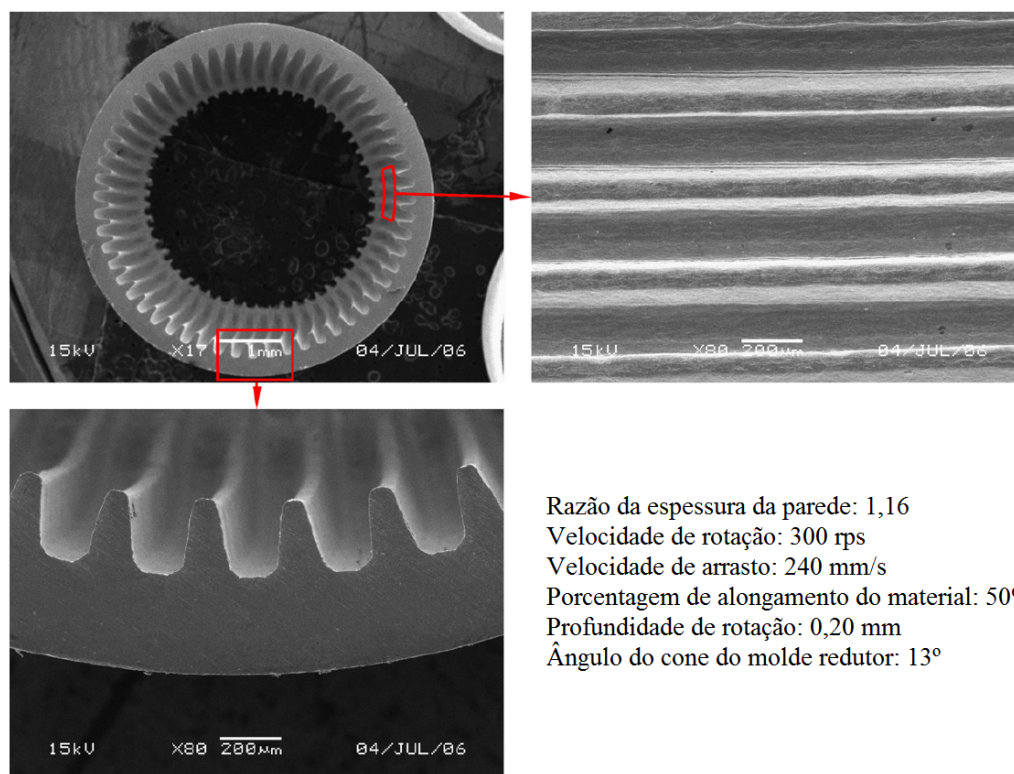 15kV X17 1mm 04/JUL/06
15kV X80 200µm 04/JUL/06
15kV X80 200µm 04/JUL/06
Razão da espessura da parede: 1,16
Velocidade de rotação: 300 rps
Velocidade de arrasto: 240 mm/s
Porcentagem de alongamento do material: 50
Profundidade de rotação: 0,20 mm
Ângulo do cone do molde redutor: 13º